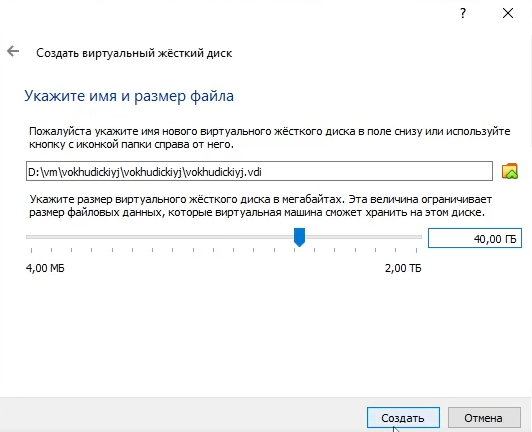 ?
Создать виртуальный жёсткий диск
Укажите имя и размер файла
Пожалуйста укажите имя нового виртуального жёсткого диска в поле снизу или используйте
кнопку с иконкой папки справа от него.
D:\vm\vokhudickiyj\vokhudickiyj\vokhudickiyj.vdi
Укажите размер виртуального жёсткого диска в мегабайтах. Эта величина ограничивает
размер файловых данных, которые виртуальная машина сможет хранить на этом диске.
40,00 ГБ
4,00 МБ 2,00 ТБ
Создать Отмена